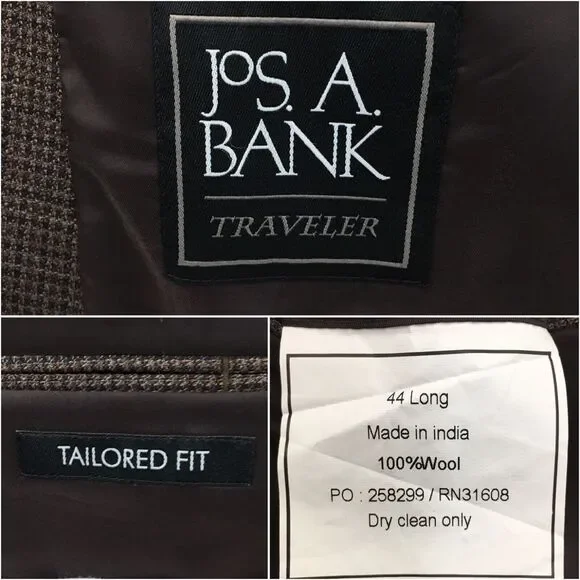 JOS. A.
BANK
TRAVELER
TAILORED FIT
44 Long
Made in india
100%Wool
PO : 258299 / RN31608
Dry clean only